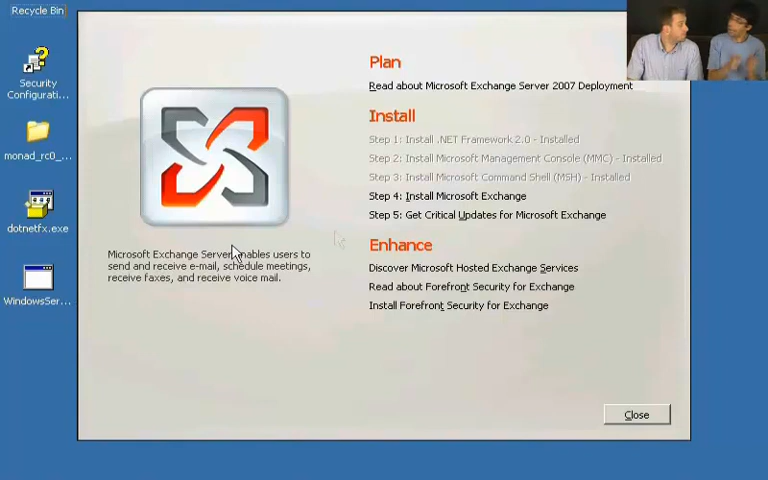 Recycle Bin
Security
Configurati...
monad_rc0_...
dotnetfx.exe
WindowsSer...
Plan
Read about Microsoft Exchange Server 2007 Deployment
Install
Step 1: Install .NET Framework 2.0 - Installed
Step 2: Install Microsoft Management Console (MMC) - Installed
Step 3: Install Microsoft Command Shell (MSH) - Installed
Step 4: Install Microsoft Exchange
Step 5: Get Critical Updates for Microsoft Exchange
Enhance
Discover Microsoft Hosted Exchange Services
Read about Forefront Security for Exchange
Install Forefront Security for Exchange
Microsoft Exchange Server enables users to
send and receive e-mail, schedule meetings,
receive faxes, and receive voice mail.
Close